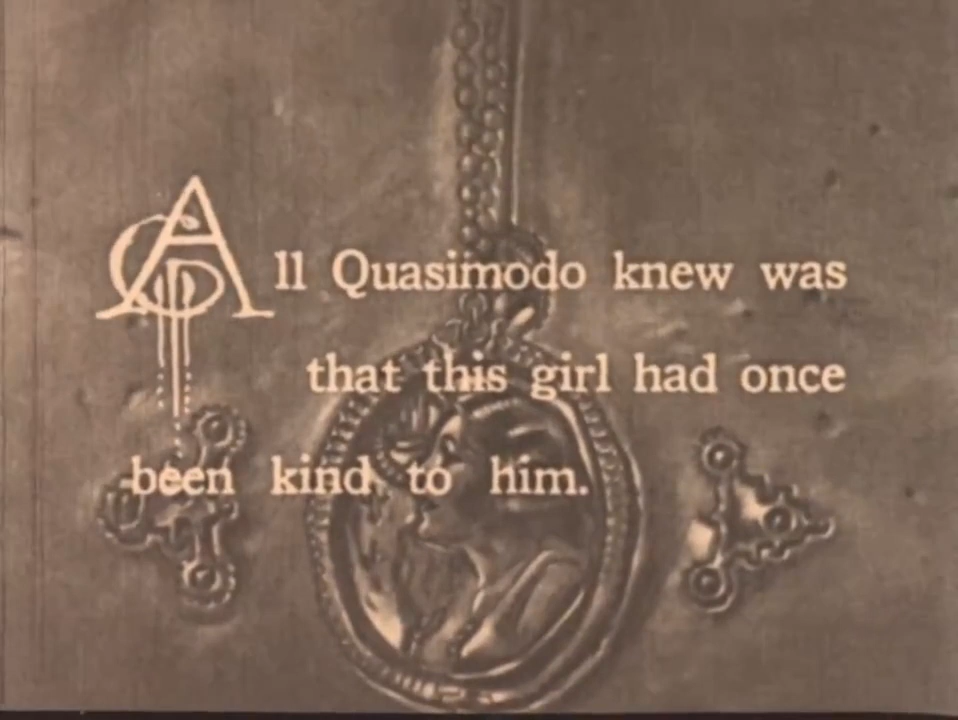 All Quasimodo knew was
that this girl had once
been kind to him.